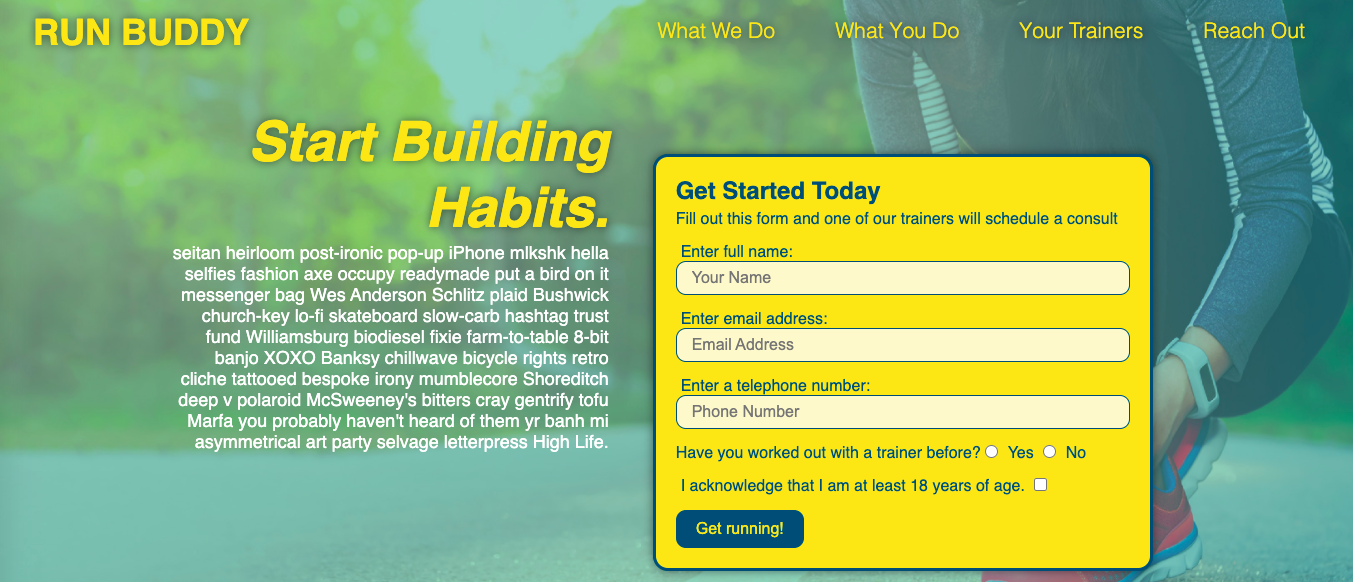 RUN BUDDY
What We Do
What You Do
Your Trainers
Reach Out
Start Building
Habits.
seitan heirloom post-ironic pop-up iPhone mlkshk hella
selfies fashion axe occupy readymade put a bird on it
messenger bag Wes Anderson Schlitz plaid Bushwick
church-key lo-fi skateboard slow-carb hashtag trust
fund Williamsburg biodiesel fixie farm-to-table 8-bit
banjo XOXO Banksy chillwave bicycle rights retro
cliche tattooed bespoke irony mumblecore Shoreditch
deep v polaroid McSweeney's bitters cray gentrify tofu
Marfa you probably haven't heard of them yr banh mi
asymmetrical art party selvage letterpress High Life.
Get Started Today
Fill out this form and one of our trainers will schedule a consult
Enter full name:
Your Name
Enter email address:
Email Address
Enter a telephone number:
Phone Number
Have you worked out with a trainer before? Yes No
I acknowledge that I am at least 18 years of age.
Get running!